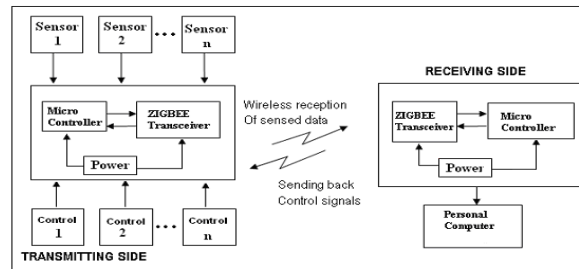 Sensor 1
Sensor 2
...
Sensor n
Micro Controller
ZIGBEE Transceiver
Power
Control 1
Control 2
...
Control n
TRANSMITTING SIDE
Wireless reception
Of sensed data
Sending back
Control signals
RECEIVING SIDE
ZIGBEE Transceiver
Micro Controller
Power
Personal Computer